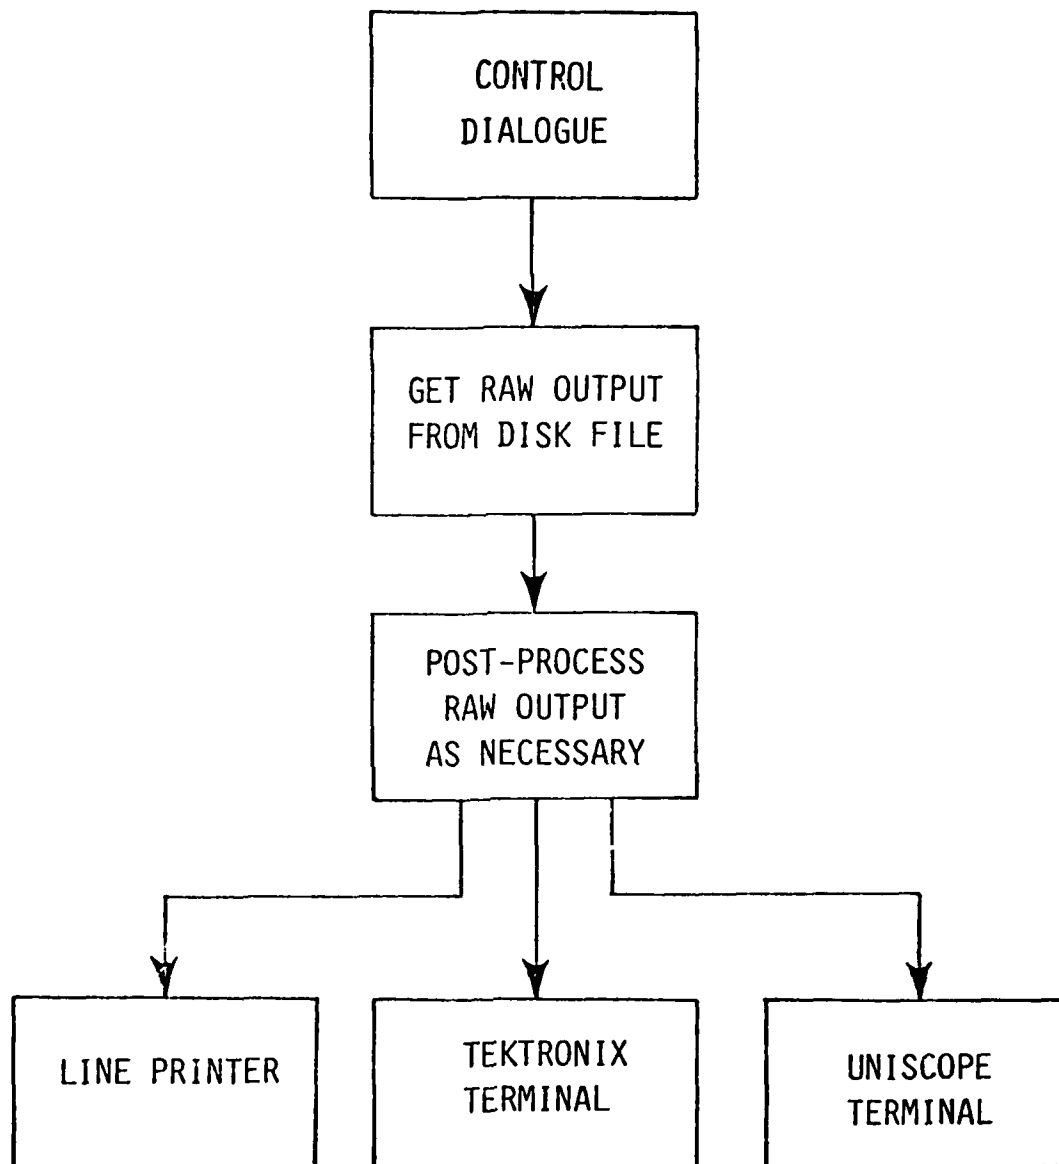 CONTROL
DIALOGUE
GET RAW OUTPUT
FROM DISK FILE
POST-PROCESS
RAW OUTPUT
AS NECESSARY
LINE PRINTER
TEKTRONIX
TERMINAL
UNISCOPE
TERMINAL